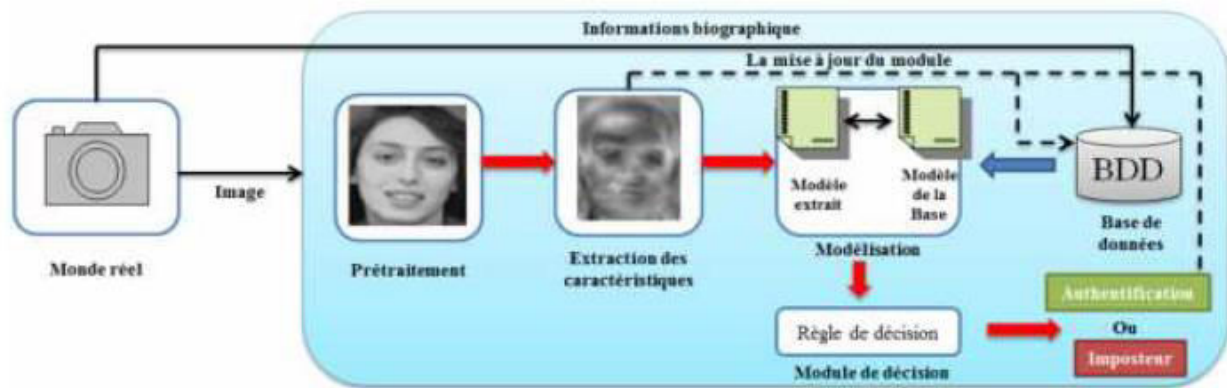 Informations biographique
La mise à jour du module
Image
Monde réel
Prétraitement
Extraction des
caractéristiques
Modèle
extrait
Modèle
de la
Base
Modèlisation
BDD
Base de
données
Règle de décision
Module de décision
Authentification
Ou
Imposteur